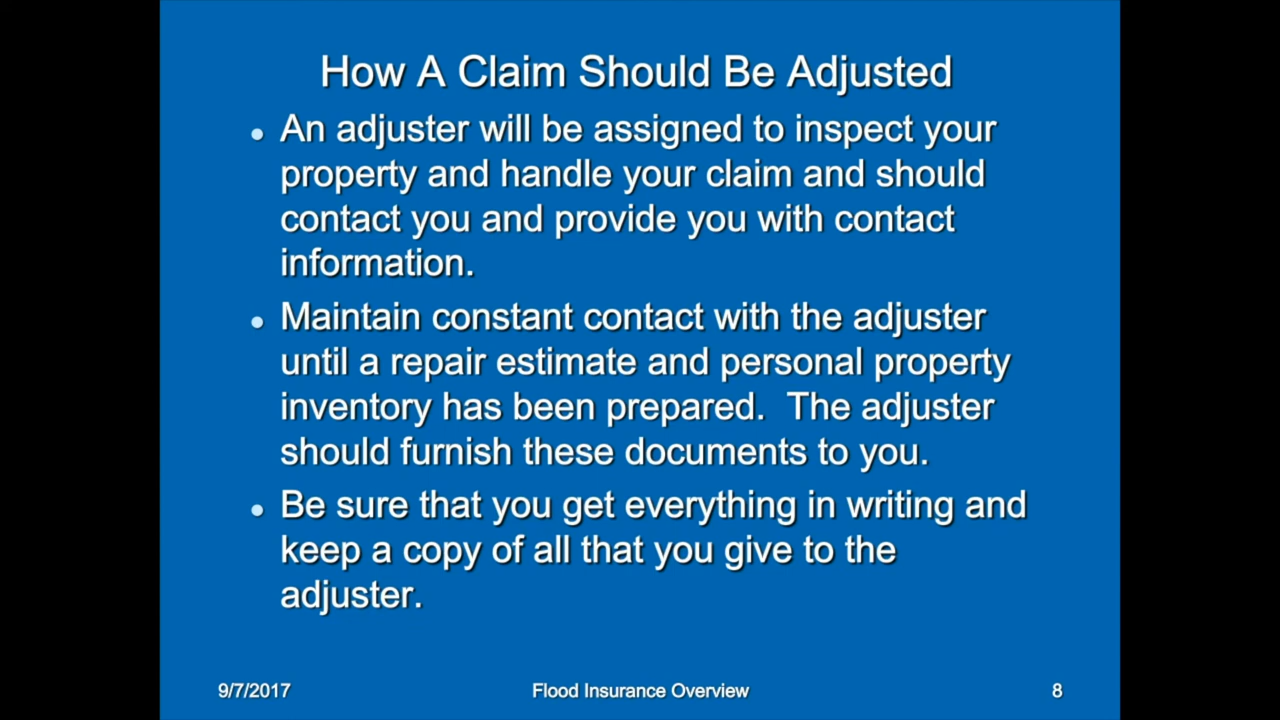 How A Claim Should Be Adjusted
• An adjuster will be assigned to inspect your
property and handle your claim and should
contact you and provide you with contact
information.
• Maintain constant contact with the adjuster
until a repair estimate and personal property
inventory has been prepared.  The adjuster
should furnish these documents to you.
• Be sure that you get everything in writing and
keep a copy of all that you give to the
adjuster.
9/7/2017 Flood Insurance Overview 8